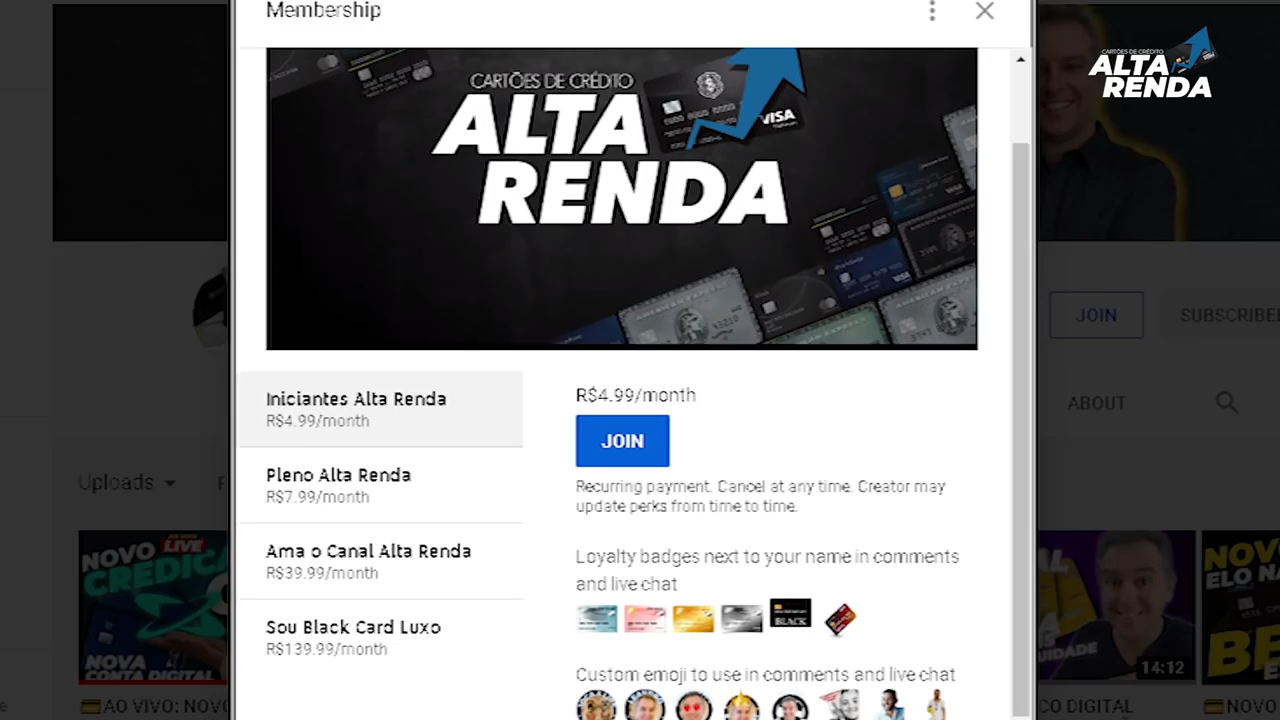 Membership
CARTÕES DE CRÉDITO
ALTA
RENDA
VISA
CARTÕES DE CRÉDITO
ALTA
RENDA
JOIN
SUBSCRIBE
ABOUT
Iniciantes Alta Renda
R$4.99/month
Pleno Alta Renda
R$7.99/month
Ama o Canal Alta Renda
R$39.99/month
Sou Black Card Luxo
R$139.99/month
R$4.99/month
JOIN
Recurring payment. Cancel at any time. Creator may
update perks from time to time.
Loyalty badges next to your name in comments
and live chat
BLACK
Custom emoji to use in comments and live chat
Uploads
NOVO
LIVE
CREDICA
NOVA
CONTA DIGITAL
AO VIVO: NOVO
14:12
DIGITAL
NOVO
ELO NA
NOVO